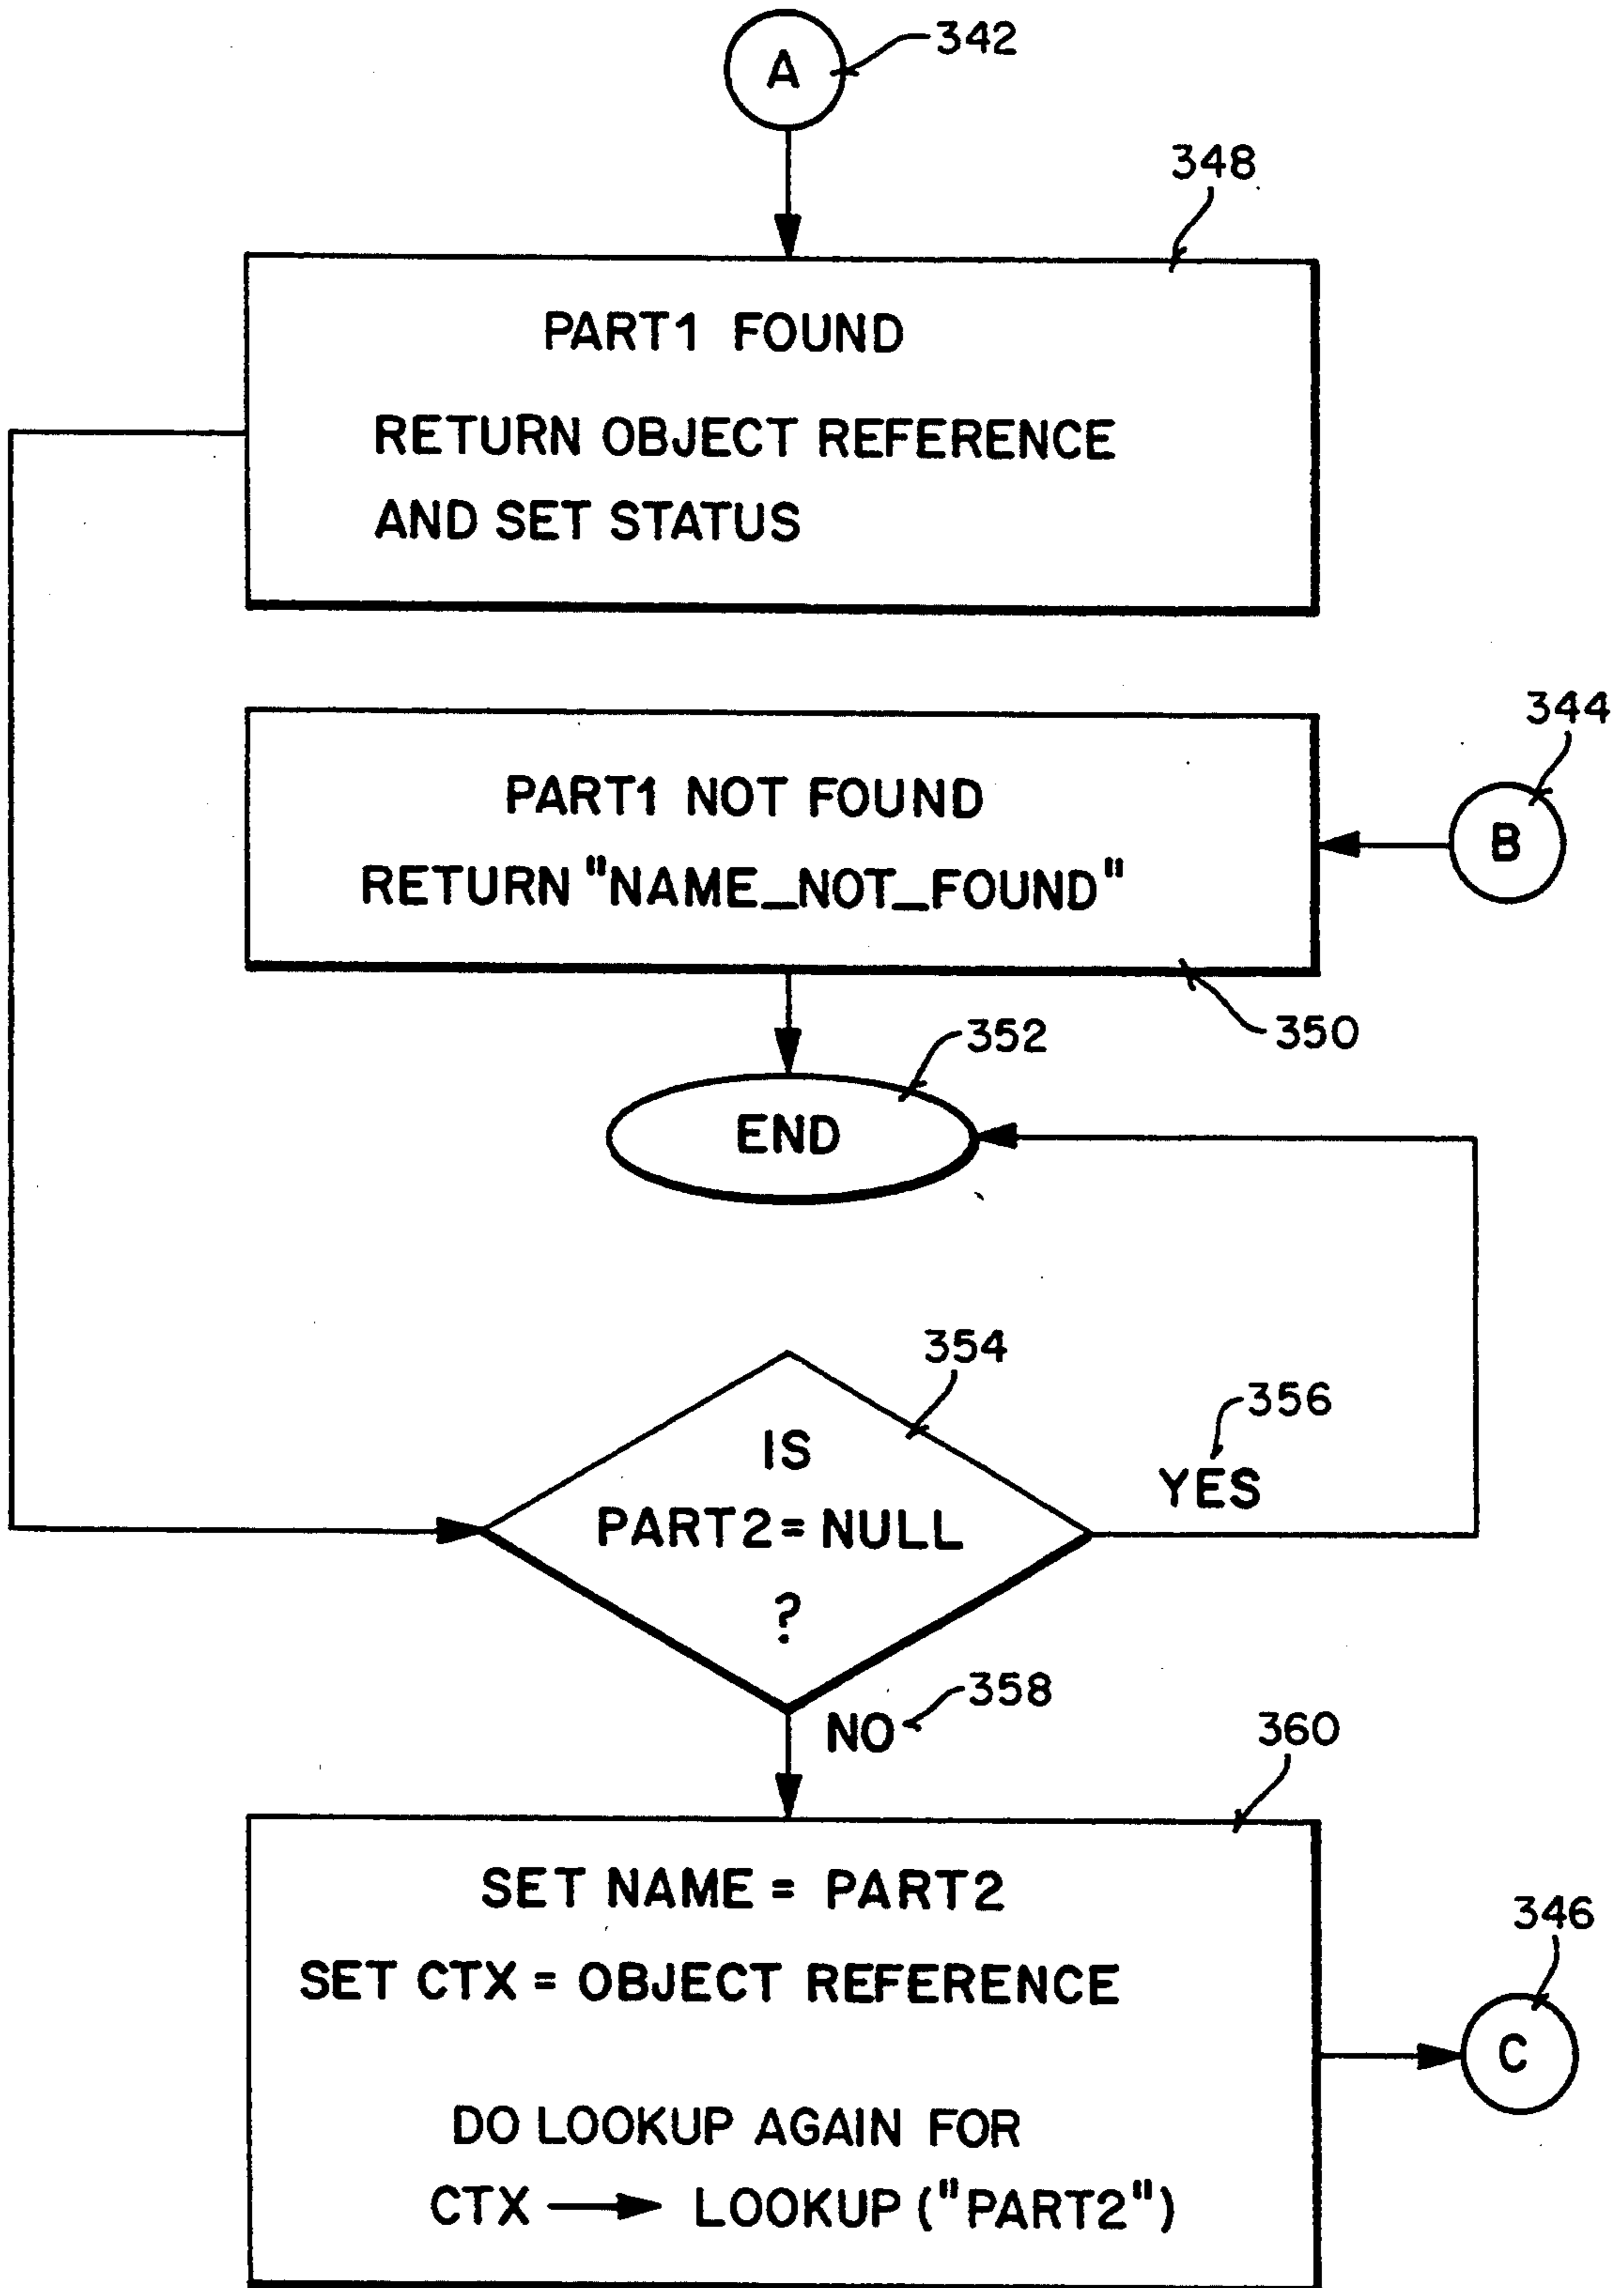 A
342
348
PART1 FOUND
RETURN OBJECT REFERENCE
AND SET STATUS
344
PART1 NOT FOUND
RETURN "NAME_NOT_FOUND"
B
350
352
END
354
356
IS
YES
PART2 = NULL
?
358
NO
360
SET NAME = PART2
346
SET CTX = OBJECT REFERENCE
C
DO LOOKUP AGAIN FOR
CTX → LOOKUP ("PART2")